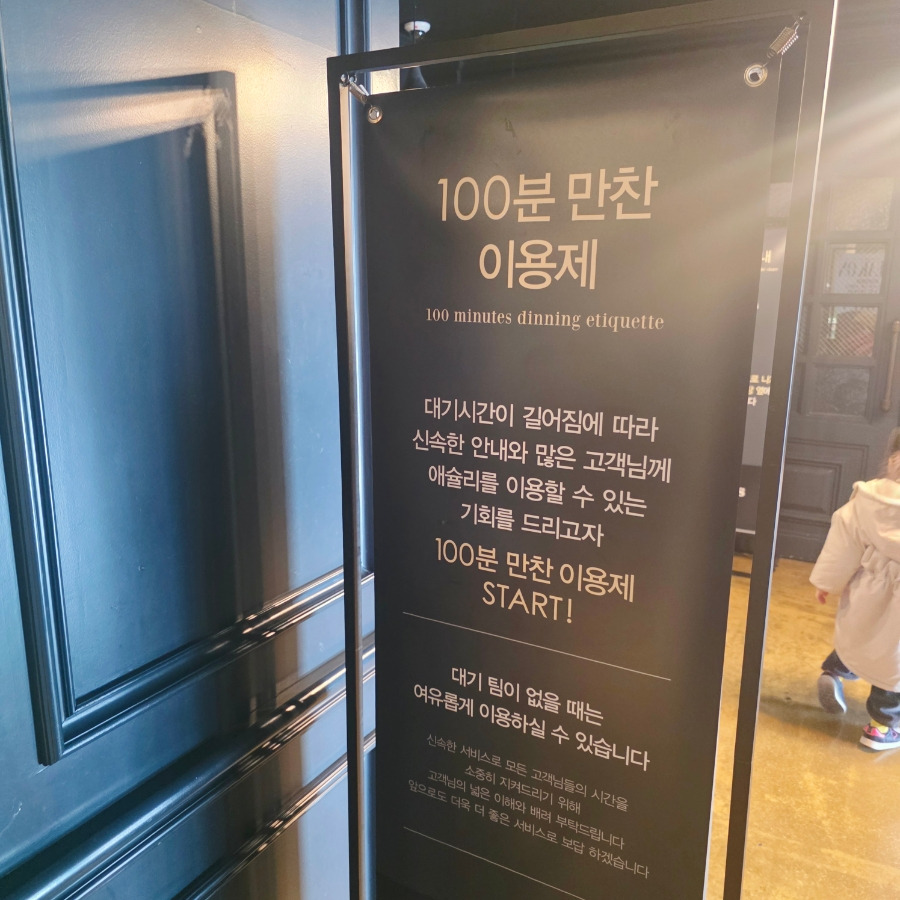 100분 만찬
이용제
100 minutes dinning etiquette
대기시간이 길어짐에 따라
신속한 안내와 많은 고객님께
애슐리를 이용할 수 있는
기회를 드리고자
100분 만찬 이용제
START!
대기 팀이 없을 때는
여유롭게 이용하실 수 있습니다
신속한 서비스로 모든 고객님들의 시간을
소중히 지켜드리기 위해
고객님의 넓은 이해와 배려 부탁드립니다
앞으로도 더욱 더 좋은 서비스로 보답 하겠습니다